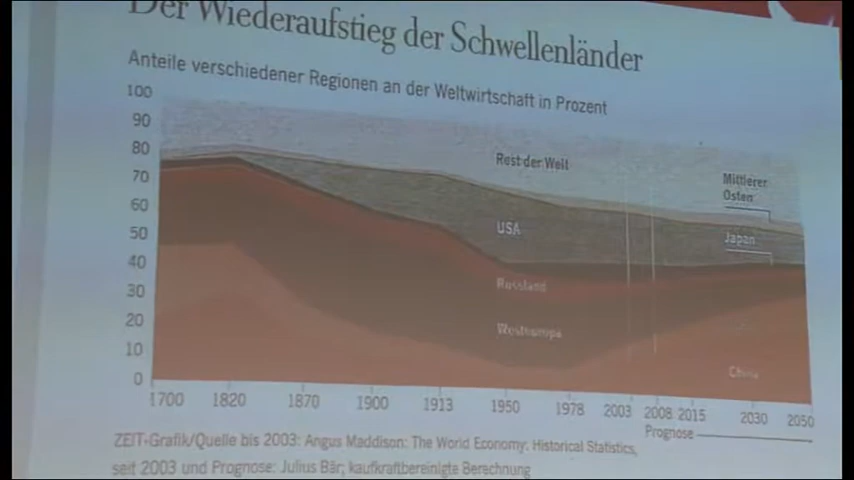 Der Wiederaufstieg der Schwellenländer
Anteile verschiedener Regionen an der Weltwirtschaft in Prozent
100
90
80
70
60
50
40
30
20
10
0
Rest der Welt
Mittlerer
Osten
USA
Japan
Russland
Westeuropa
China
1700 1820 1870 1900 1913 1950 1978 2003 2008 2015 2030 2050
Prognose
ZEIT-Grafik/Quelle bis 2003: Angus Maddison: The World Economy: Historical Statistics,
seit 2003 und Prognose: Julius Bär; kaufkraftbereinigte Berechnung